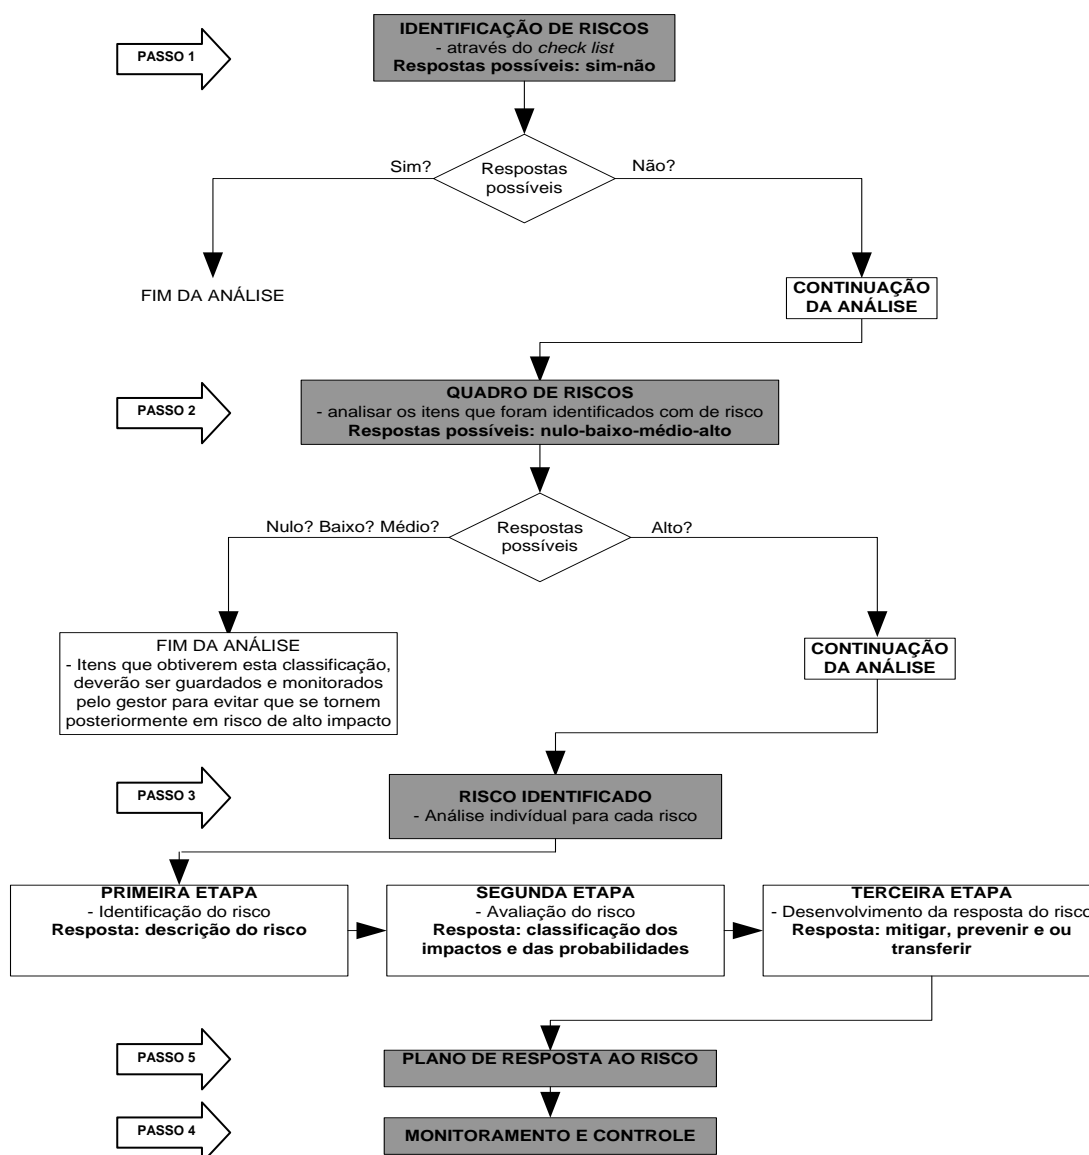 PASSO 1
IDENTIFICAÇÃO DE RISCOS
- através do check list
Respostas possíveis: sim-não
Sim?
Respostas
possíveis
Não?
FIM DA ANÁLISE
CONTINUAÇÃO
DA ANÁLISE
PASSO 2
QUADRO DE RISCOS
- analisar os itens que foram identificados com de risco
Respostas possíveis: nulo-baixo-médio-alto
Nulo? Baixo? Médio?
Respostas
possíveis
Alto?
FIM DA ANÁLISE
- Itens que obtiverem esta classificação,
deverão ser guardados e monitorados
pelo gestor para evitar que se tornem
posteriormente em risco de alto impacto
CONTINUAÇÃO
DA ANÁLISE
PASSO 3
RISCO IDENTIFICADO
- Análise indivídual para cada risco
PRIMEIRA ETAPA
- Identificação do risco
Resposta: descrição do risco
SEGUNDA ETAPA
- Avaliação do risco
Resposta: classificação dos
impactos e das probabilidades
TERCEIRA ETAPA
- Desenvolvimento da resposta do risco
Resposta: mitigar, prevenir e ou
transferir
PASSO 5
PLANO DE RESPOSTA AO RISCO
PASSO 4
MONITORAMENTO E CONTROLE